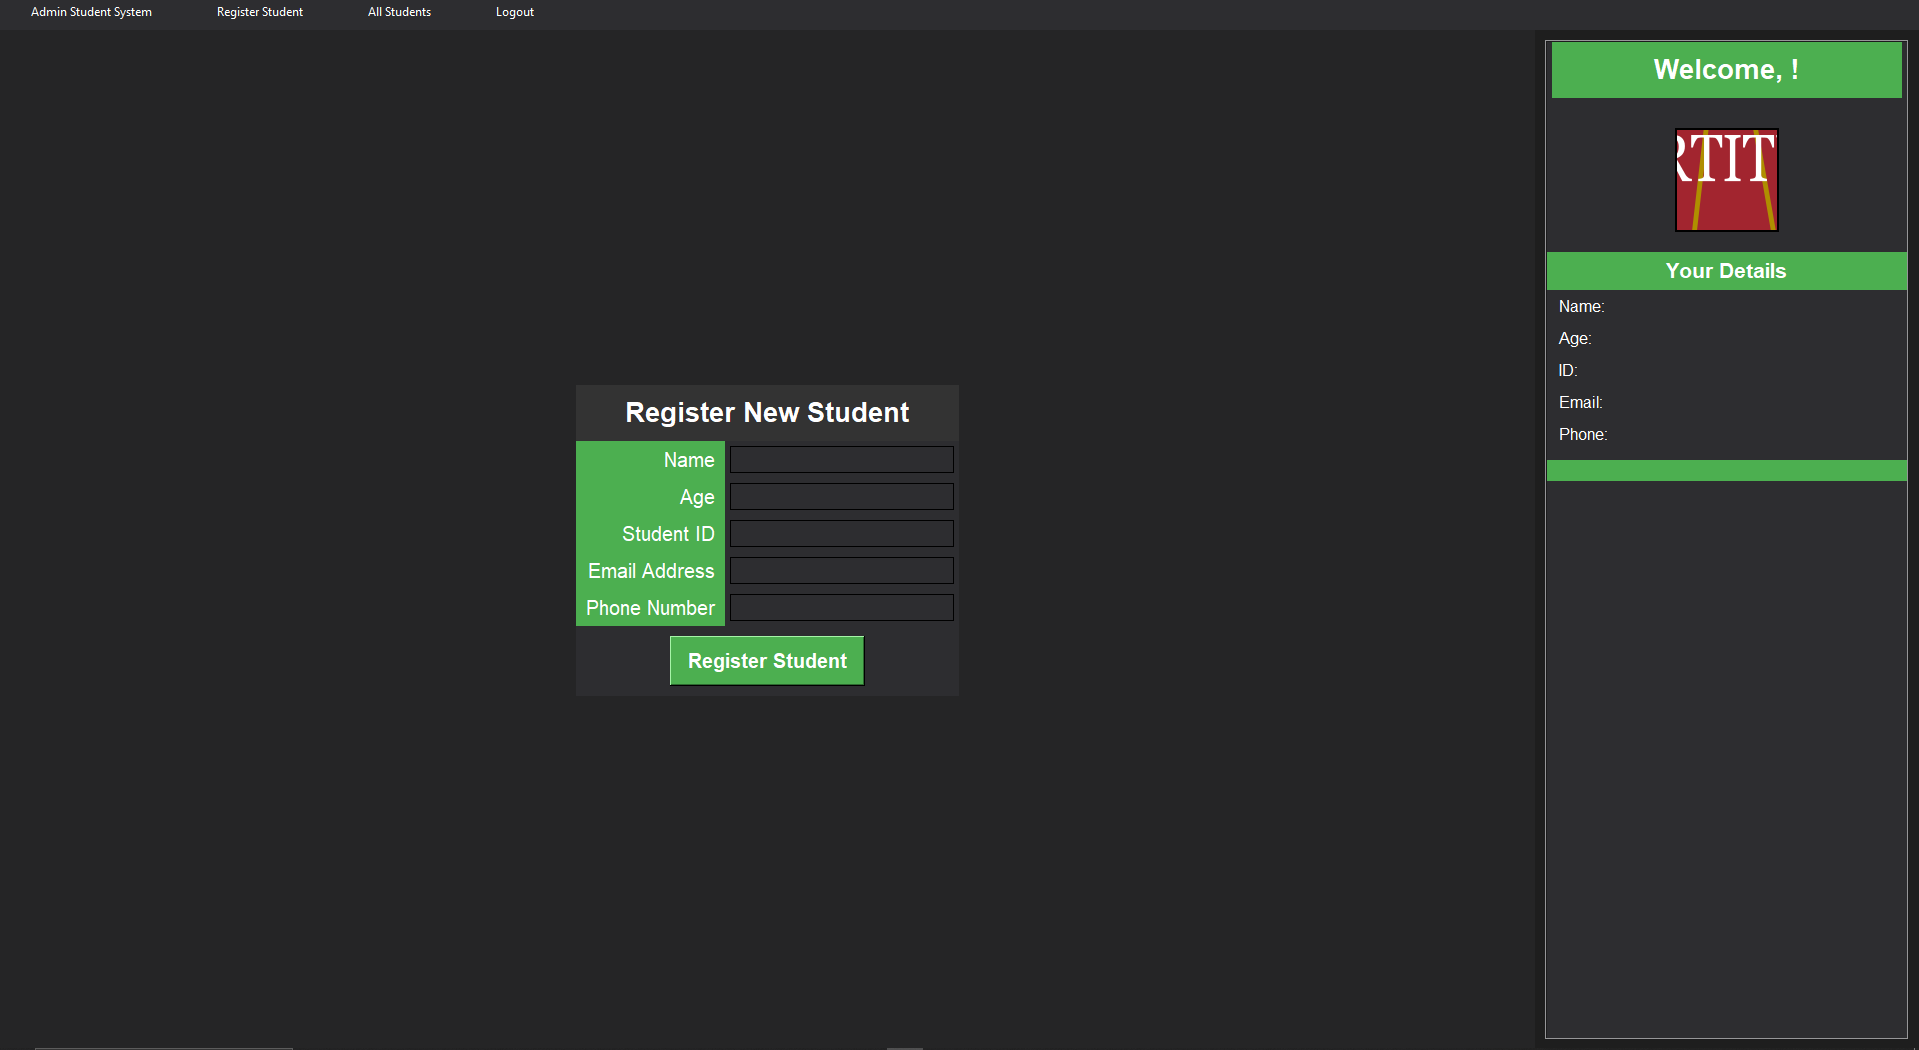 Admin Student System
Register Student
All Students
Logout
Welcome, !
RTIT
Your Details
Name:
Age:
ID:
Email:
Phone:
Register New Student
Name
Age
Student ID
Email Address
Phone Number
Register Student